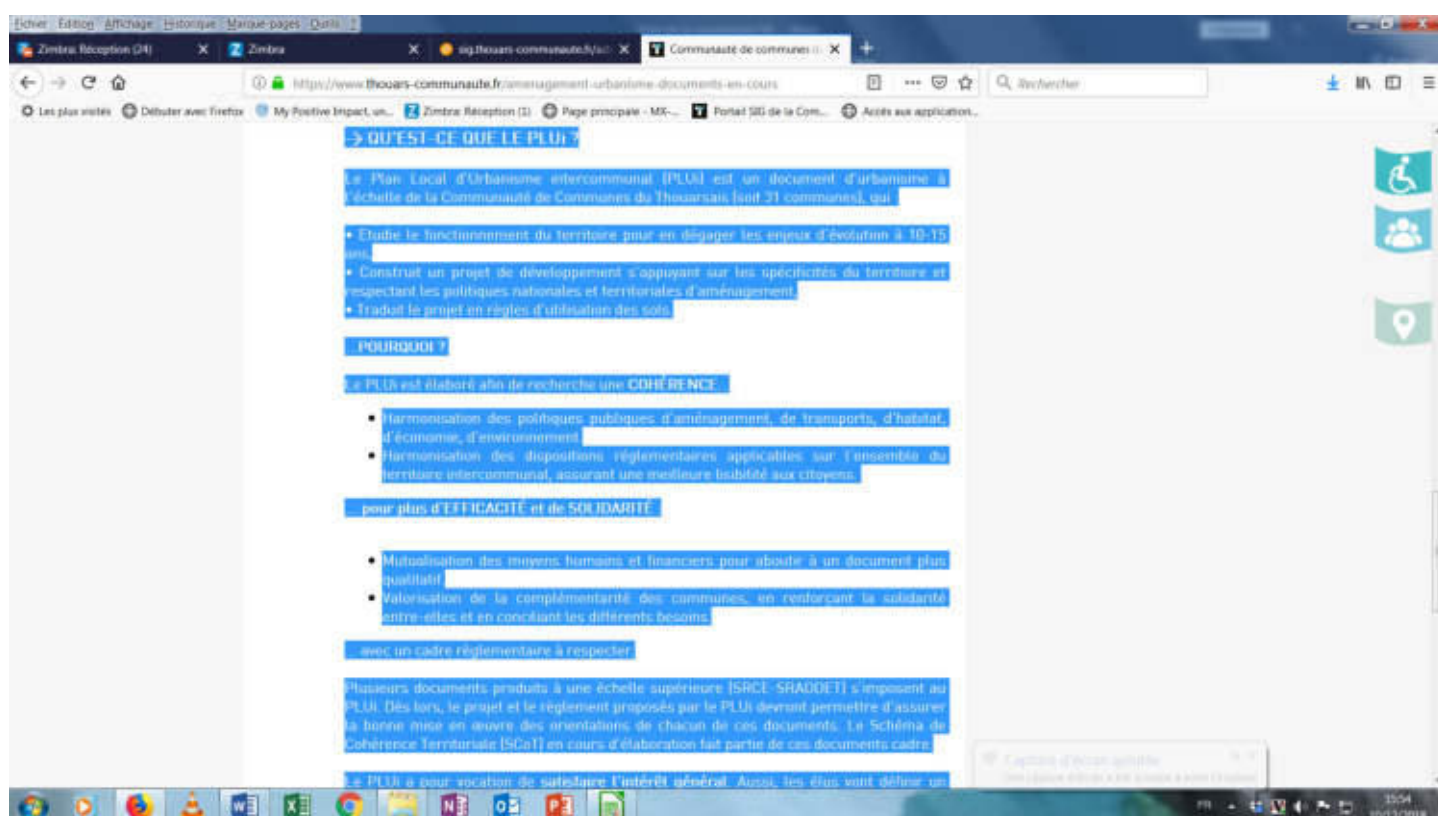 Fichier Edition Affichage Historique Marque-pages Outils ?
Zimbra: Réception (24) Zimbra sig.thouars-communaute.fr Communauté de communes
https://www.thouars-communaute.fr/amenagement-urbanisme-documents-en-cours Rechercher
Les plus visités Débuter avec Firefox My Positive Impact, un... Zimbra: Réception (1) Page principale - MX-... Portail SIG de la Com... Accès aux application...
→ QU'EST-CE QUE LE PLUi ?
Le Plan Local d'Urbanisme intercommunal (PLUi) est un document d'urbanisme à
l'échelle de la Communauté de Communes du Thouarsais (soit 31 communes), qui
• Etudie le fonctionnement du territoire pour en dégager les enjeux d'évolution à 10-15
ans,
• Construit un projet de développement s'appuyant sur les spécificités du territoire et
respectant les politiques nationales et territoriales d'aménagement,
• Traduit le projet en règles d'utilisation des sols.
POURQUOI ?
Le PLUi est élaboré afin de recherche une COHÉRENCE
• Harmonisation des politiques publiques d'aménagement, de transports, d'habitat,
d'économie, d'environnement
• Harmonisation des dispositions réglementaires applicables sur l'ensemble du
territoire intercommunal, assurant une meilleure lisibilité aux citoyens.
... pour plus d'EFFICACITÉ et de SOLIDARITÉ
• Mutualisation des moyens humains et financiers pour aboutir à un document plus
qualitatif
• Valorisation de la complémentarité des communes, en renforçant la solidarité
entre-elles et en conciliant les différents besoins.
... avec un cadre réglementaire à respecter.
Plusieurs documents produits à une échelle supérieure (SRCE-SRADDET) s'imposent au
PLUi. Dès lors, le projet et le règlement proposés par le PLUi devront permettre d'assurer
la bonne mise en œuvre des orientations de chacun de ces documents. Le Schéma de
Cohérence Territoriale (SCoT) en cours d'élaboration fait partie de ces documents cadre.
Le PLUi a pour vocation de satisfaire l'intérêt général. Aussi, les élus vont définir un
FR 15:54
10/12/2018